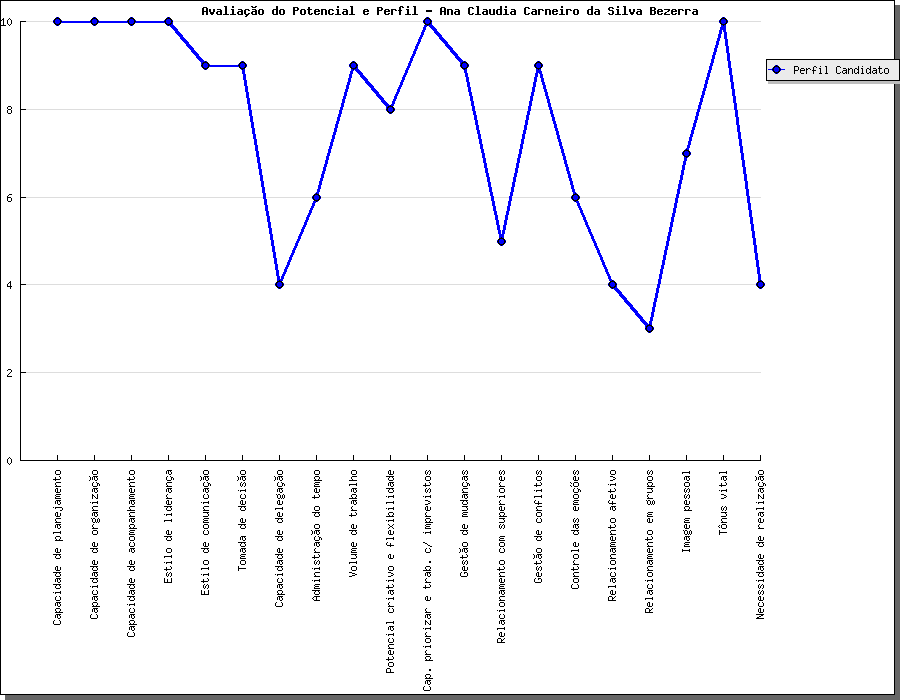 Avaliação do Potencial e Perfil - Ana Claudia Carneiro da Silva Bezerra
Perfil Candidato
10
8
6
4
2
0
Capacidade de planejamento
Capacidade de organização
Capacidade de acompanhamento
Estilo de liderança
Estilo de comunicação
Tomada de decisão
Capacidade de delegação
Administração do tempo
Volume de trabalho
Potencial criativo e flexibilidade
Cap. priorizar e trab. c/ imprevistos
Gestão de mudanças
Relacionamento com superiores
Gestão de conflitos
Controle das emoções
Relacionamento afetivo
Relacionamento em grupos
Imagem pessoal
Tônus vital
Necessidade de realização